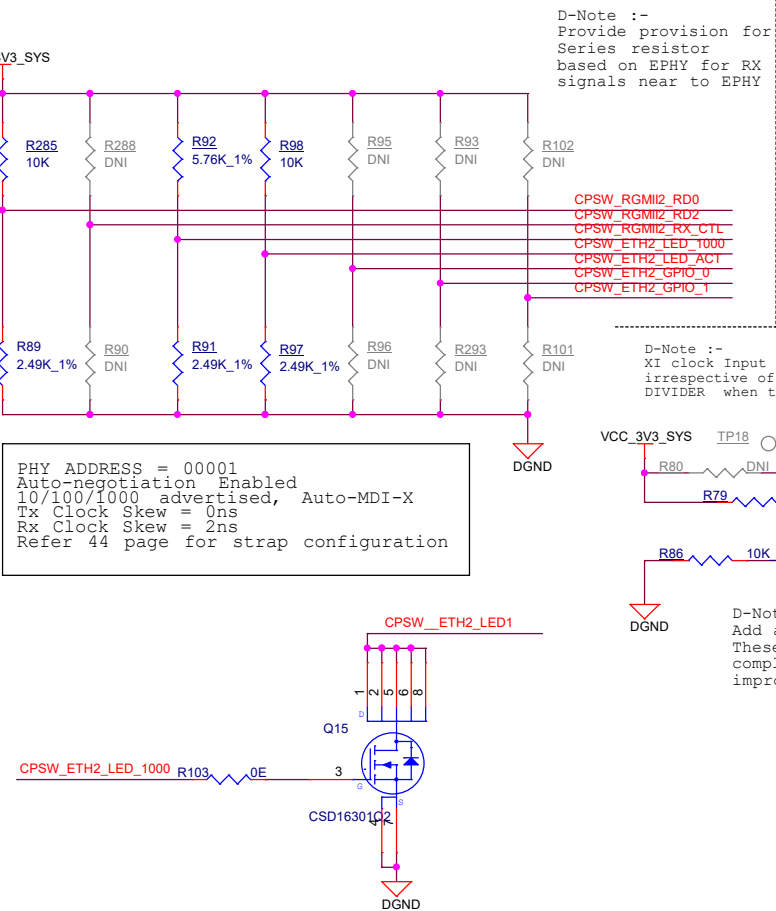 D-Note :-
Provide provision for
Series resistor
based on EPHY for RX
signals near to EPHY
V3_SYS
R285
10K
R288
DNI
R92
5.76K_1%
R98
10K
R95
DNI
R93
DNI
R102
DNI
CPSW_RGMII2_RD0
CPSW_RGMII2_RD2
CPSW_RGMII2_RX_CTL
CPSW_ETH2_LED_1000
CPSW_ETH2_LED_ACT
CPSW_ETH2_GPIO_0
CPSW_ETH2_GPIO_1
R89
2.49K_1%
R90
DNI
R91
2.49K_1%
R97
2.49K_1%
R96
DNI
R293
DNI
R101
DNI
D-Note :-
XI clock Input
irrespective of
DIVIDER when t
DGND
VCC_3V3_SYS
TP18
R80
DNI
R79
R86
10K
DGND
PHY ADDRESS = 00001
Auto-negotiation Enabled
10/100/1000 advertised, Auto-MDI-X
Tx Clock Skew = 0ns
Rx Clock Skew = 2ns
Refer 44 page for strap configuration
D-Not
Add a
These
compl
impro
CPSW__ETH2_LED1
1
2
5
6
8
D
Q15
CPSW_ETH2_LED_1000
R103
0E
3
G
S
CSD16301Q2
4
7
DGND